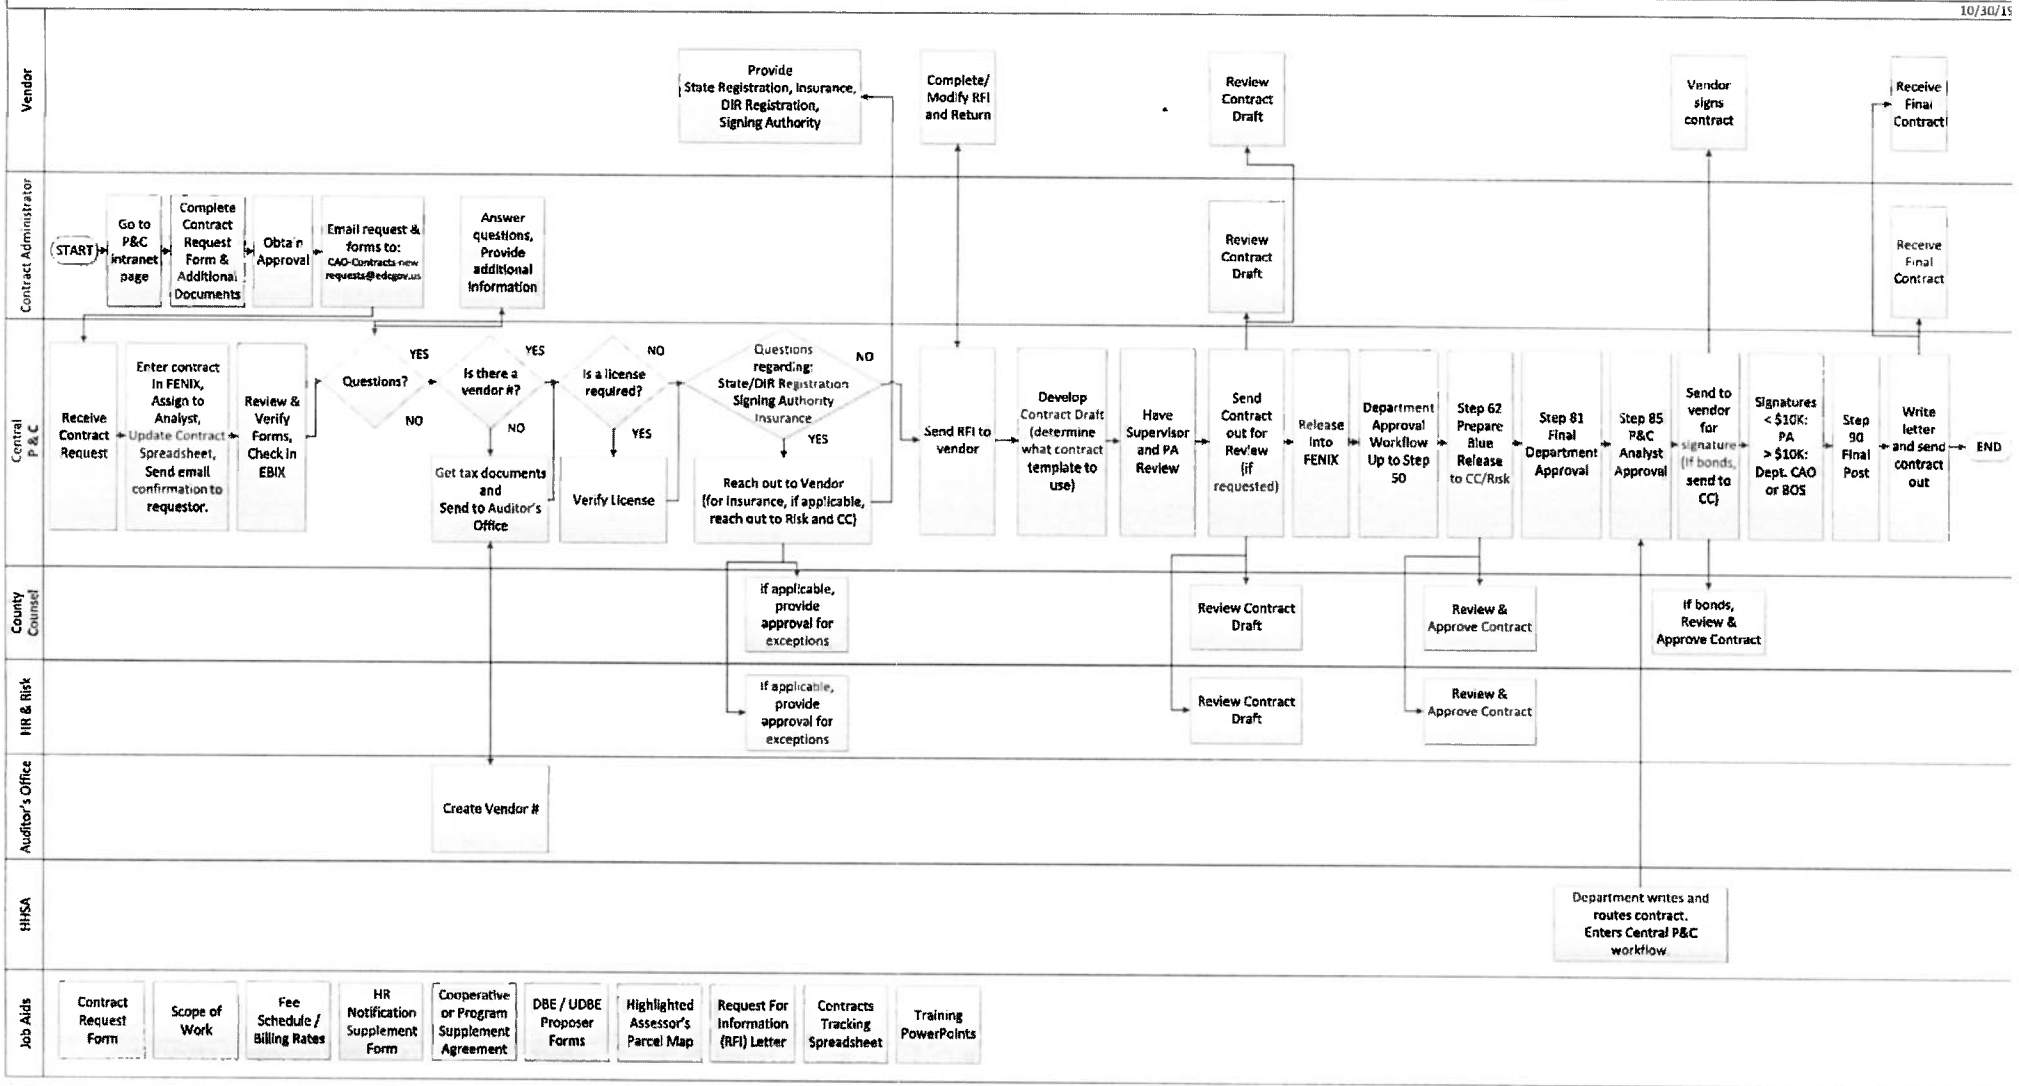 10/30/19
Vendor
Provide
State Registration, Insurance,
DIR Registration,
Signing Authority
Complete/
Modify RFI
and Return
Review
Contract
Draft
Vendor
signs
contract
Receive
Final
Contract
Contract Administrator
START
Go to
P&C
intranet
page
Complete
Contract
Request
Form &
Additional
Documents
Obtain
Approval
Email request &
forms to:
CAO-Contracts-new
requests@edcgov.us
Answer
questions,
Provide
additional
Information
Review
Contract
Draft
Receive
Final
Contract
Central
P & C
Receive
Contract
Request
Enter contract
in FENIX,
Assign to
Analyst,
Update Contract
Spreadsheet,
Send email
confirmation to
requestor.
Review &
Verify
Forms,
Check in
EBIX
Questions?
YES
NO
Is there a
vendor #?
YES
NO
Get tax documents
and
Send to Auditor's
Office
Is a license
required?
NO
YES
Verify License
Questions
regarding:
State/DIR Registration
Signing Authority
Insurance
NO
YES
Reach out to Vendor
(for Insurance, if applicable,
reach out to Risk and CC)
Send RFI to
vendor
Develop
Contract Draft
(determine
what contract
template to
use)
Have
Supervisor
and PA
Review
Send
Contract
out for
Review
(if
requested)
Release
into
FENIX
Department
Approval
Workflow
Up to Step
50
Step 62
Prepare
Blue
Release
to CC/Risk
Step 81
Final
Department
Approval
Step 85
P&C
Analyst
Approval
Send to
vendor
for
signature
(If bonds,
send to
CC)
Signatures
< $10K:
PA
> $10K:
Dept. CAO
or BOS
Step
90
Final
Post
Write
letter
and send
contract
out
END
County
Counsel
If applicable,
provide
approval for
exceptions
Review Contract
Draft
Review &
Approve Contract
If bonds,
Review &
Approve Contract
HR & Risk
If applicable,
provide
approval for
exceptions
Review Contract
Draft
Review &
Approve Contract
Auditor's Office
Create Vendor #
HHSA
Department writes and
routes contract.
Enters Central P&C
workflow.
Job Aids
Contract
Request
Form
Scope of
Work
Fee
Schedule /
Billing Rates
HR
Notification
Supplement
Form
Cooperative
or Program
Supplement
Agreement
DBE / UDBE
Proposer
Forms
Highlighted
Assessor's
Parcel Map
Request For
Information
(RFI) Letter
Contracts
Tracking
Spreadsheet
Training
PowerPoints